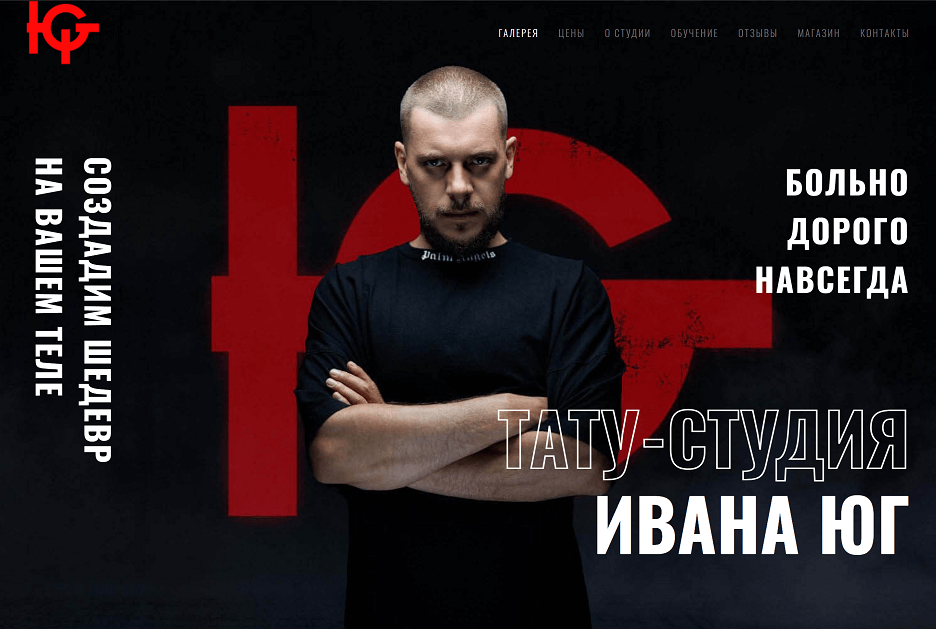 ГАЛЕРЕЯ ЦЕНЫ О СТУДИИ ОБУЧЕНИЕ ОТЗЫВЫ МАГАЗИН КОНТАКТЫ
СОЗДАДИМ ШЕДЕВР
НА ВАШЕМ ТЕЛЕ
БОЛЬНО
ДОРОГО
НАВСЕГДА
Palm Angels
ТАТУ-СТУДИЯ
ИВАНА ЮГ